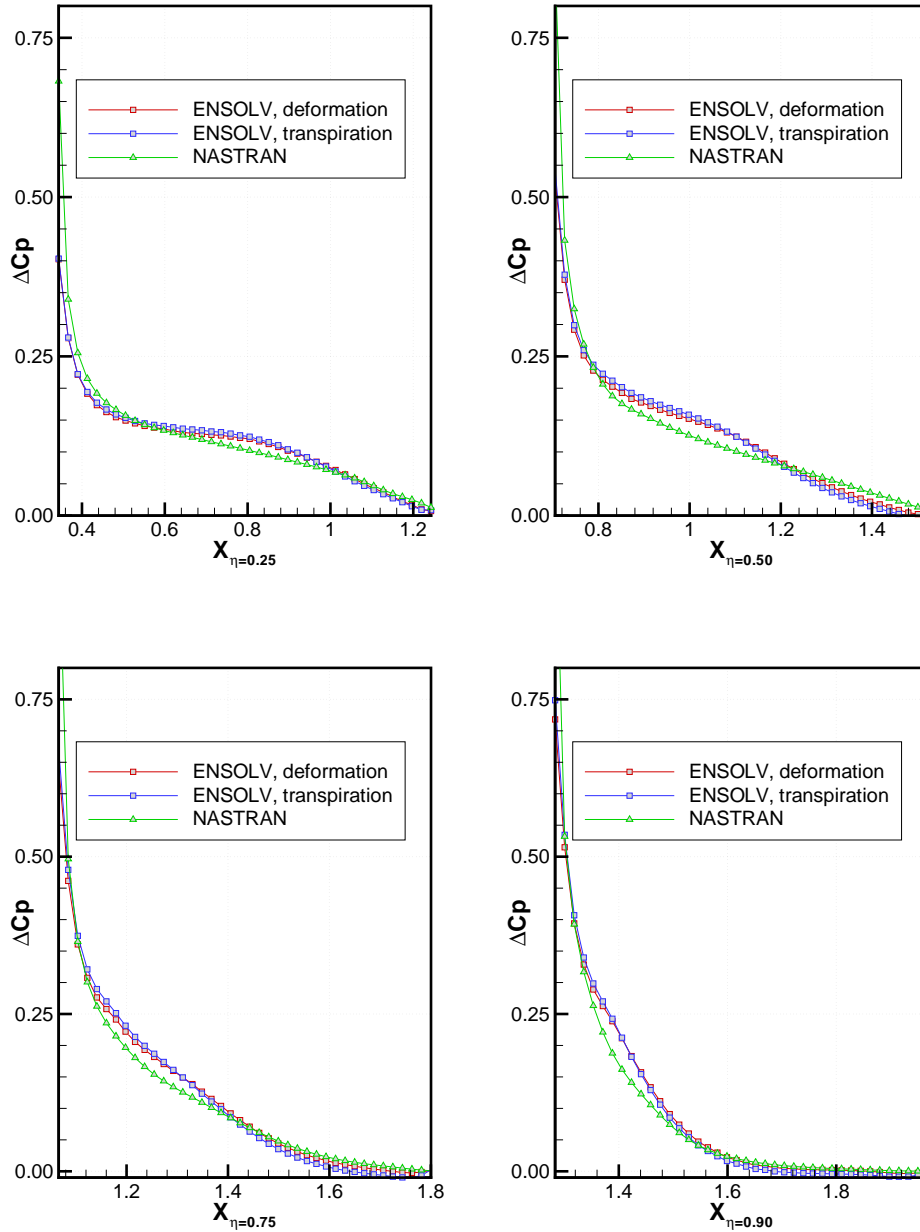 0.75
0.50
0.25
0.00
ΔCp
ENSOLV, deformation
ENSOLV, transpiration
NASTRAN
0.4 0.6 0.8 1 1.2
X η=0.25
0.75
0.50
0.25
0.00
ΔCp
ENSOLV, deformation
ENSOLV, transpiration
NASTRAN
0.8 1 1.2 1.4
X η=0.50
0.75
0.50
0.25
0.00
ΔCp
ENSOLV, deformation
ENSOLV, transpiration
NASTRAN
1.2 1.4 1.6 1.8
X η=0.75
0.75
0.50
0.25
0.00
ΔCp
ENSOLV, deformation
ENSOLV, transpiration
NASTRAN
1.4 1.6 1.8
X η=0.90